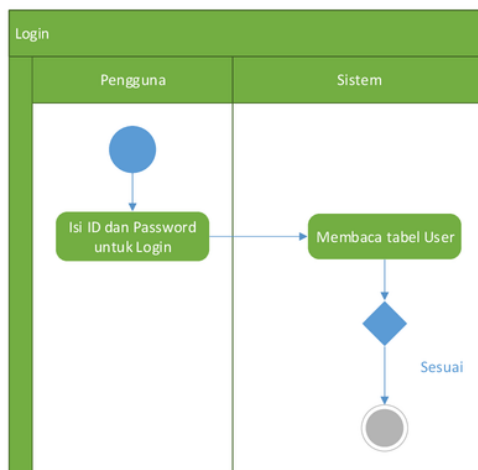 Login
Pengguna
Sistem
Isi ID dan Password
untuk Login
Membaca tabel User
Sesuai